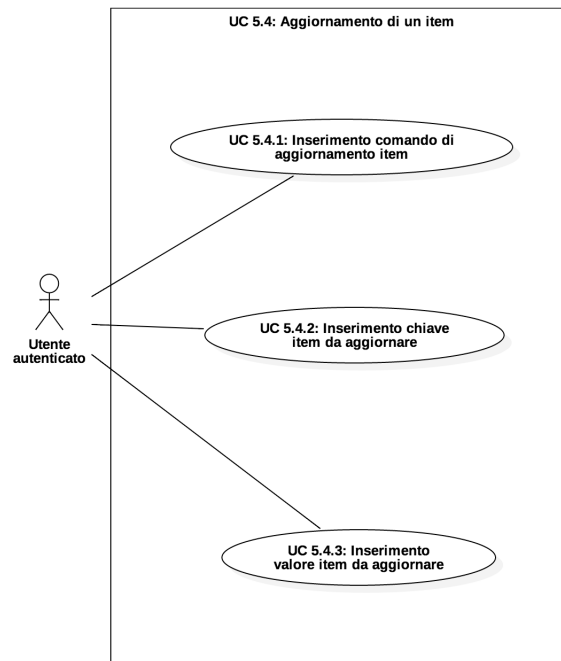 UC 5.4: Aggiornamento di un item
UC 5.4.1: Inserimento comando di
aggiornamento item
UC 5.4.2: Inserimento chiave
item da aggiornare
Utente
autenticato
UC 5.4.3: Inserimento
valore item da aggiornare